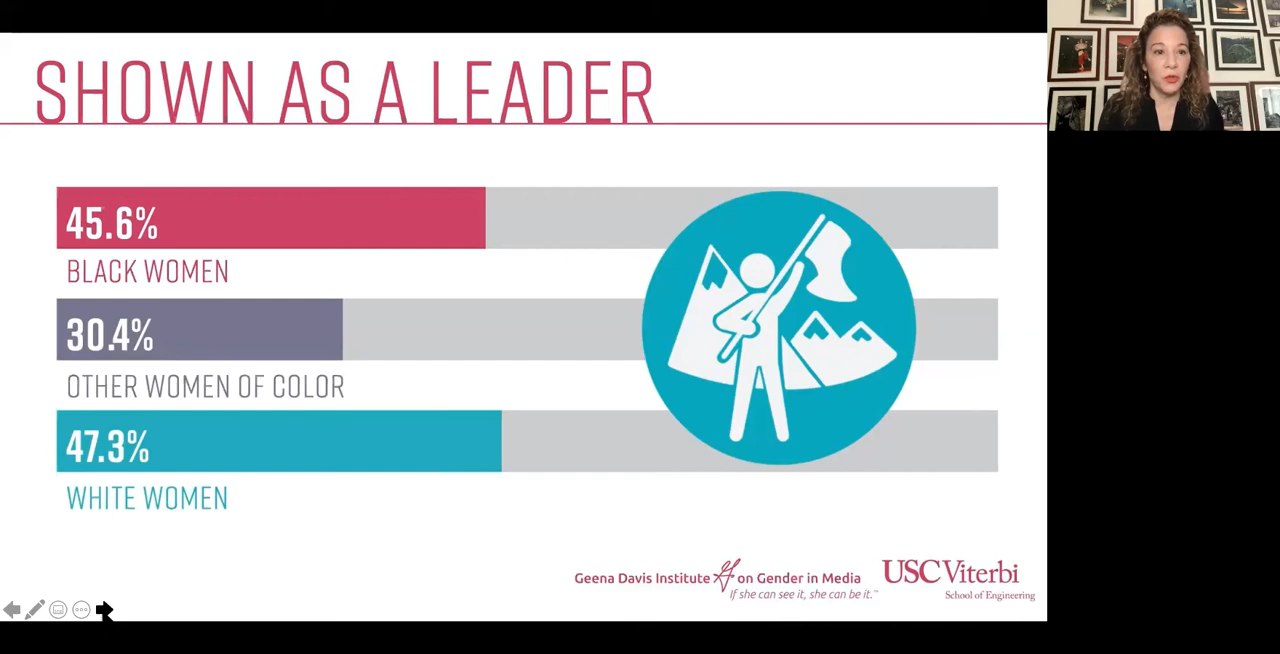 SHOWN AS A LEADER
45.6%
BLACK WOMEN
30.4%
OTHER WOMEN OF COLOR
47.3%
WHITE WOMEN
Geena Davis Institute on Gender in Media
If she can see it, she can be it.™
USC Viterbi
School of Engineering